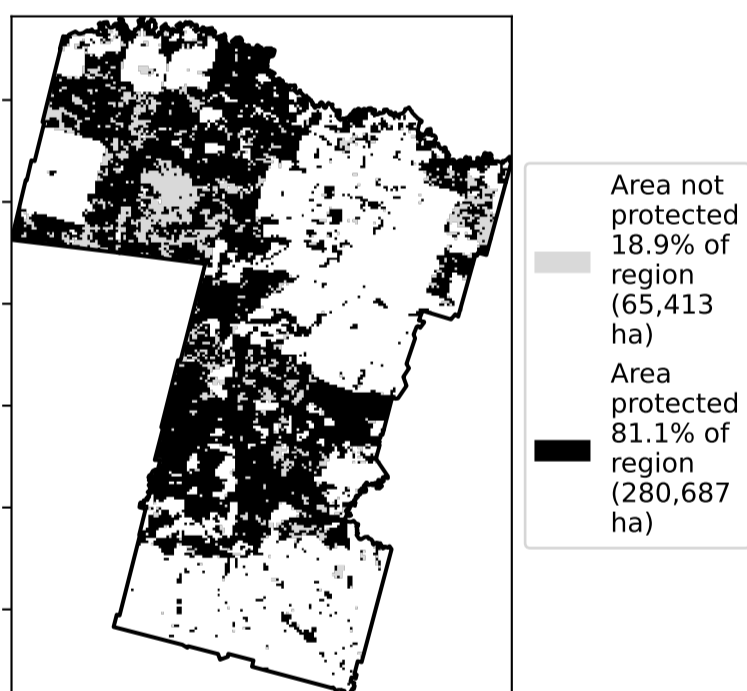 Area not
protected
18.9% of
region
(65,413
ha)
Area
protected
81.1% of
region
(280,687
ha)